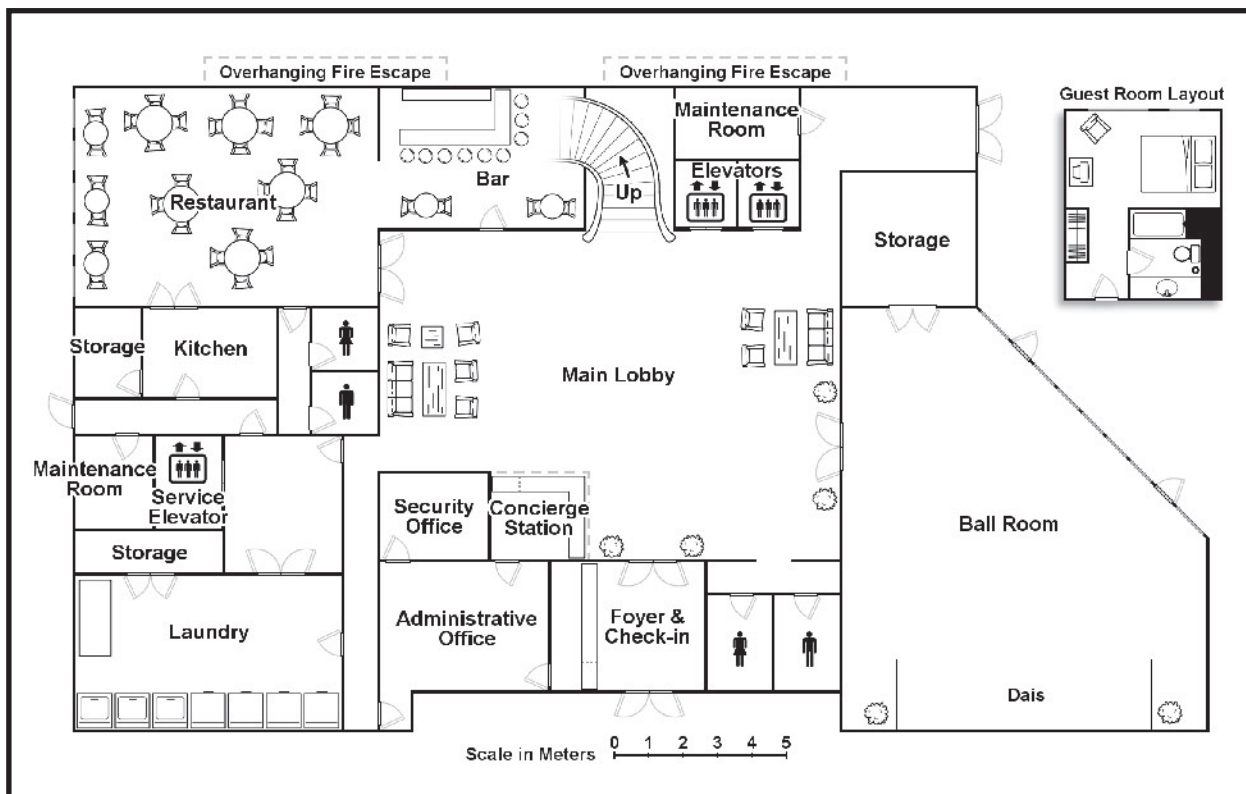 Overhanging Fire Escape
Overhanging Fire Escape
Guest Room Layout
Maintenance
Room
Elevators
Up
Bar
Restaurant
Storage
Storage
Kitchen
Main Lobby
Maintenance
Room
Service
Elevator
Security
Office
Concierge
Station
Ball Room
Storage
Laundry
Administrative
Office
Foyer &
Check-in
Dais
Scale in Meters 0 1 2 3 4 5